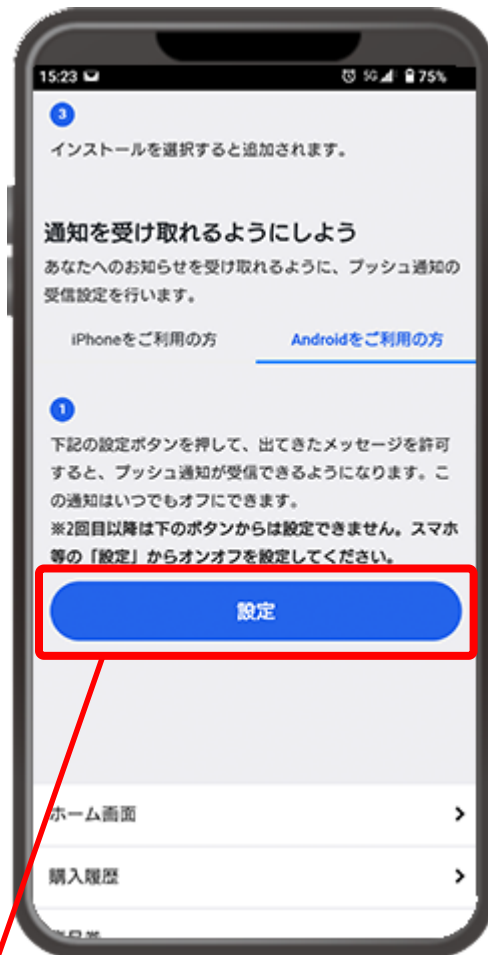 15:23 5G 75%
3
インストールを選択すると追加されます。
通知を受け取れるようにしよう
あなたへのお知らせを受け取れるように、プッシュ通知の
受信設定を行います。
iPhoneをご利用の方 Androidをご利用の方
1
下記の設定ボタンを押して、出てきたメッセージを許可
すると、プッシュ通知が受信できるようになります。こ
の通知はいつでもオフにできます。
※2回目以降は下のボタンからは設定できません。スマホ
等の「設定」からオンオフを設定してください。
設定
ホーム画面
購入履歴